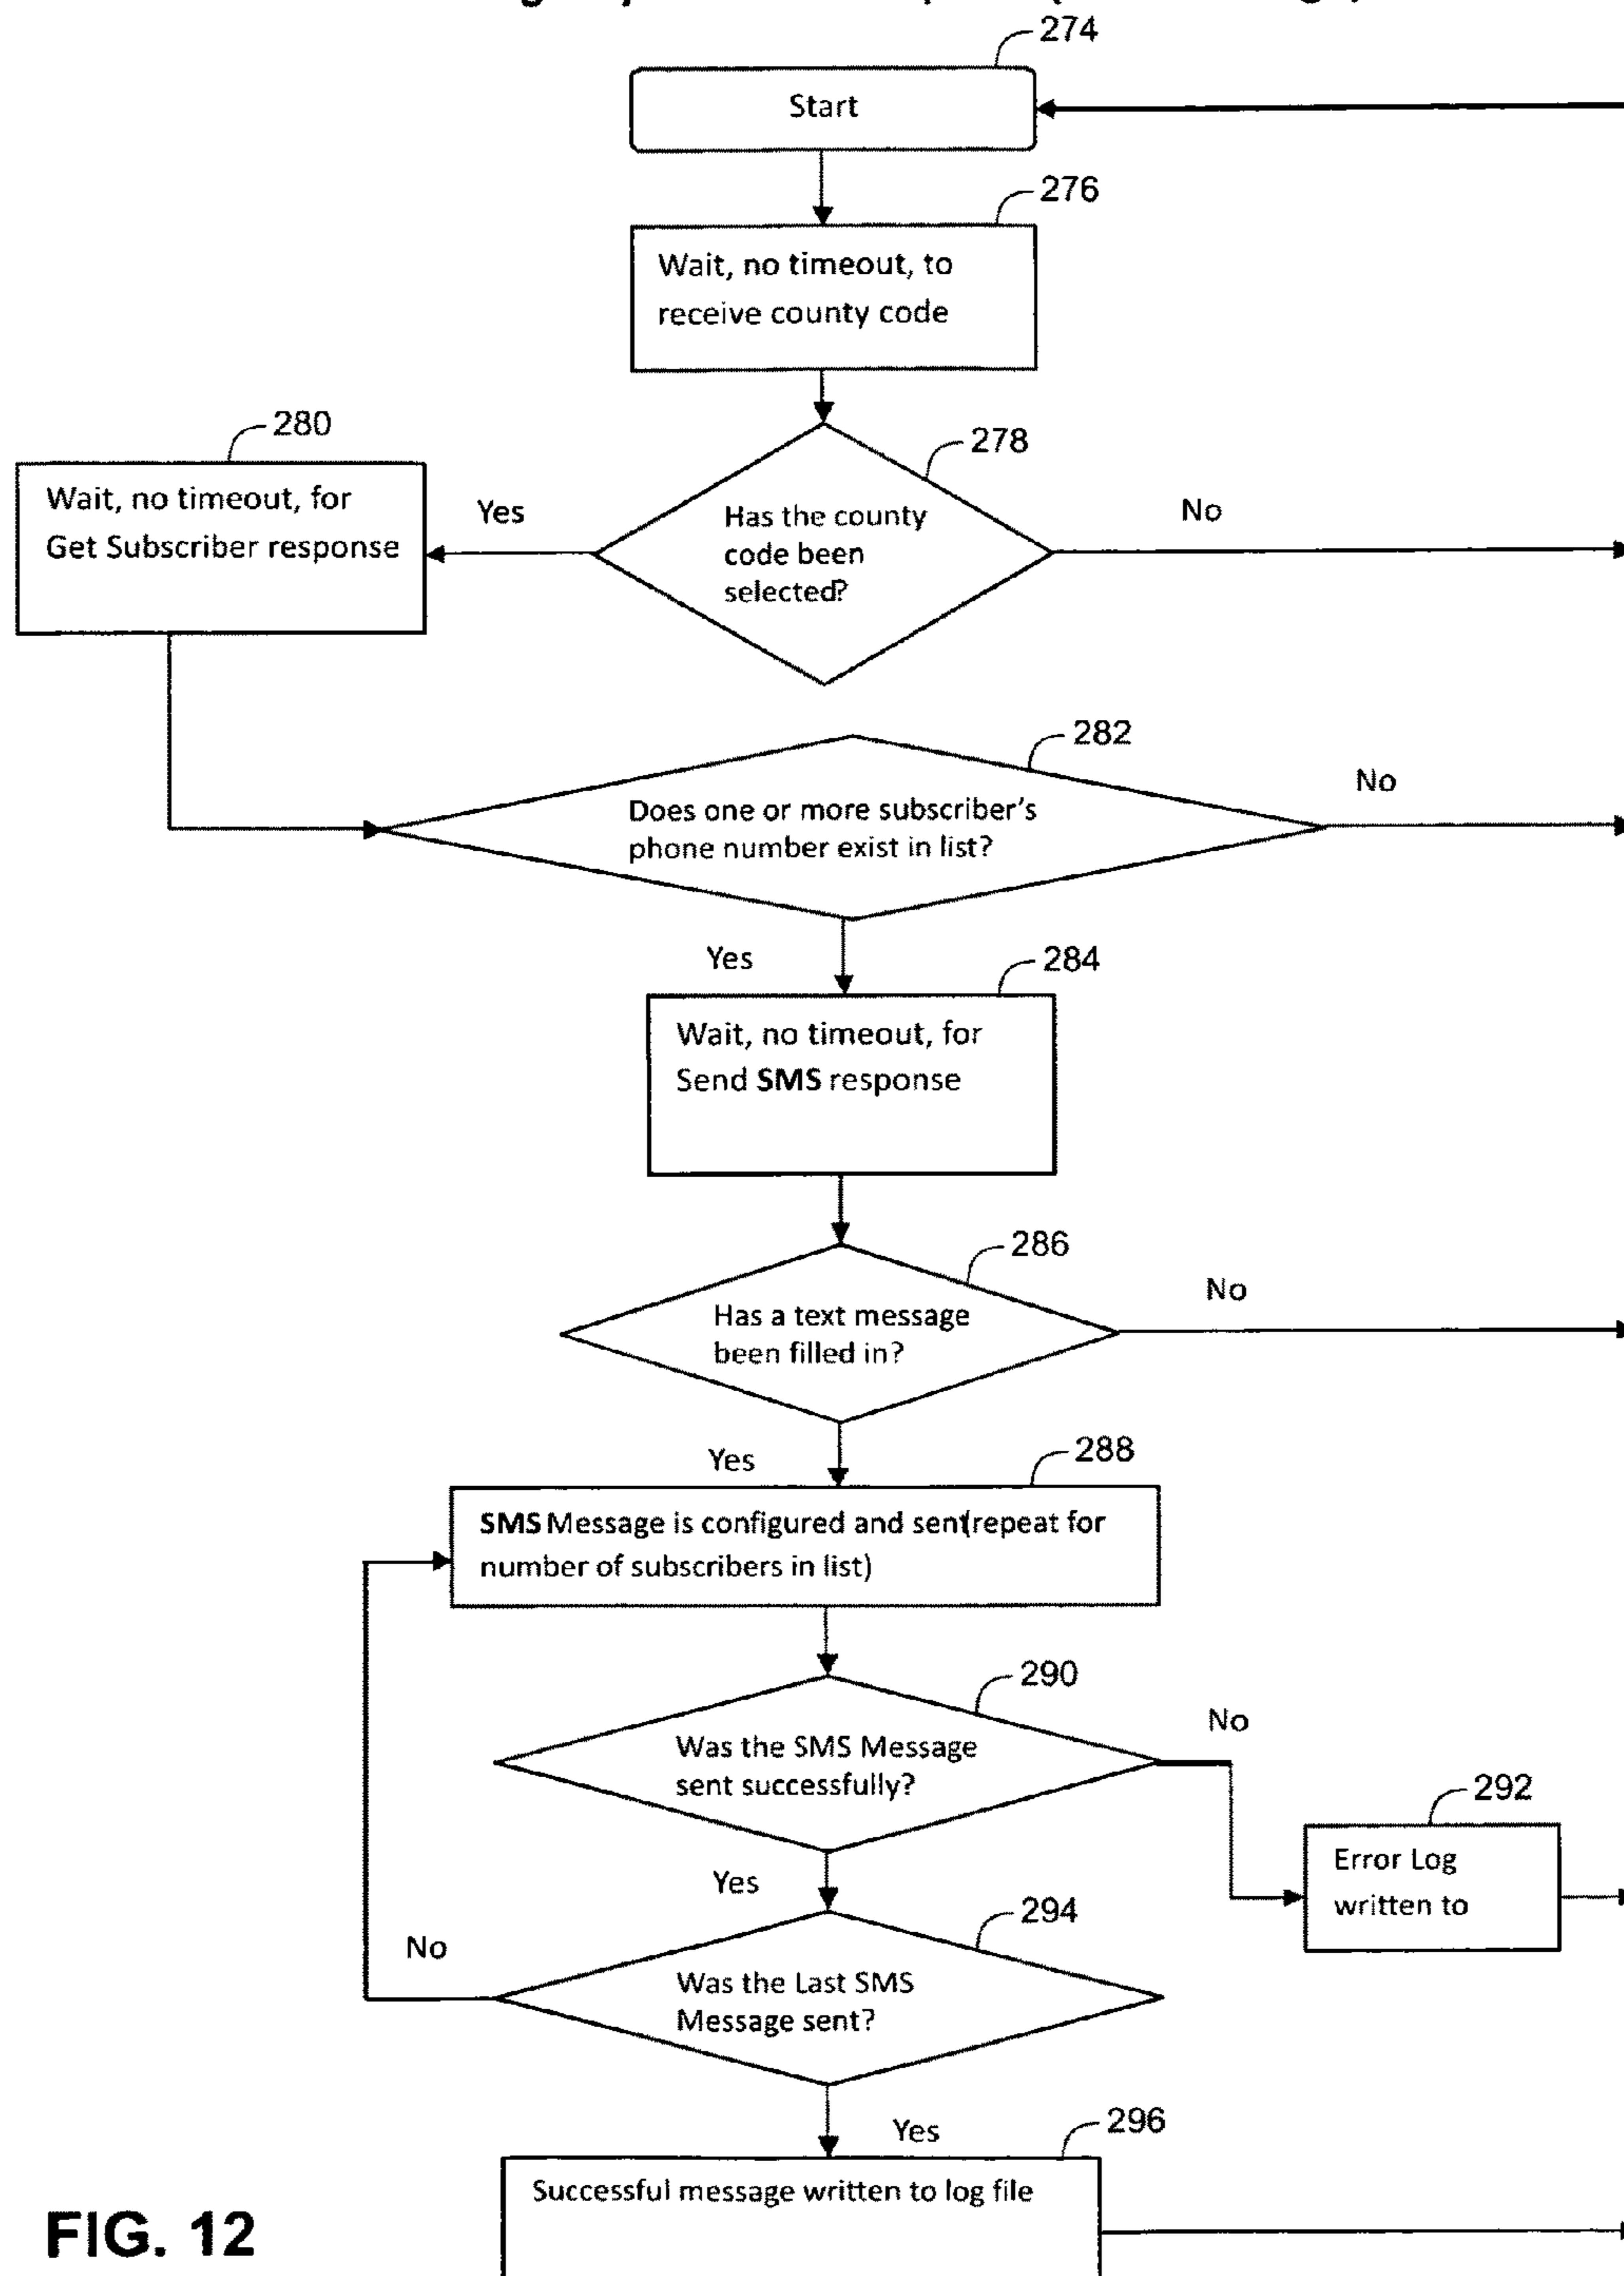 274
Start
276
Wait, no timeout, to
receive county code
280
278
Wait, no timeout, for
Get Subscriber response
Yes
Has the county
code been
selected?
No
282
Does one or more subscriber's
phone number exist in list?
No
Yes
284
Wait, no timeout, for
Send SMS response
286
Has a text message
been filled in?
No
Yes
288
SMS Message is configured and sent(repeat for
number of subscribers in list)
290
Was the SMS Message
sent successfully?
No
292
Error Log
written to
Yes
294
No
Was the Last SMS
Message sent?
Yes
296
Successful message written to log file
FIG. 12